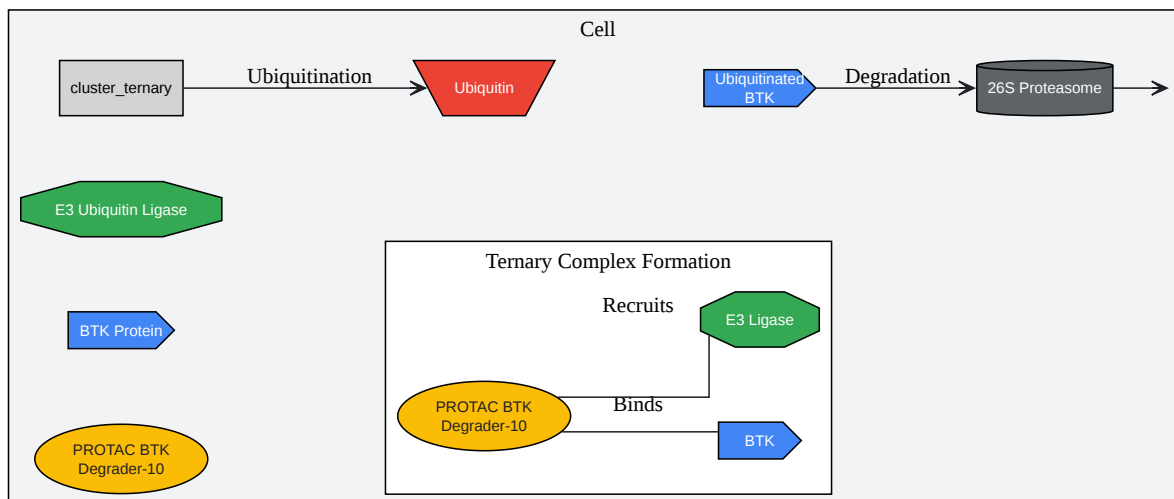 Cell
cluster_ternary
Ubiquitination
Ubiquitin
Ubiquitinated
BTK
Degradation
26S Proteasome
E3 Ubiquitin Ligase
Ternary Complex Formation
Recruits
E3 Ligase
BTK Protein
PROTAC BTK
Degrader-10
Binds
BTK
PROTAC BTK
Degrader-10